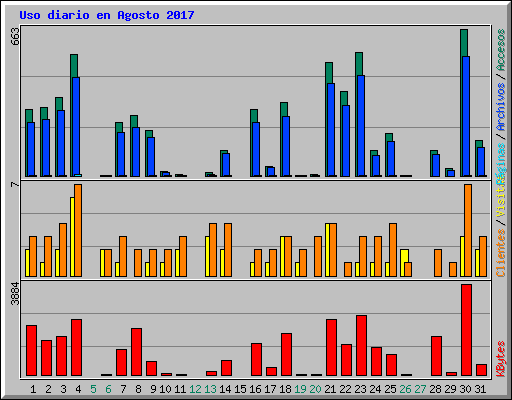 Uso diario en Agosto 2017
663
7
3884
Clientes / Visitas
Páginas / Archivos / Accesos
KBytes
1 2 3 4 5 6 7 8 9 10 11 12 13 14 15 16 17 18 19 20 21 22 23 24 25 26 27 28 29 30 31